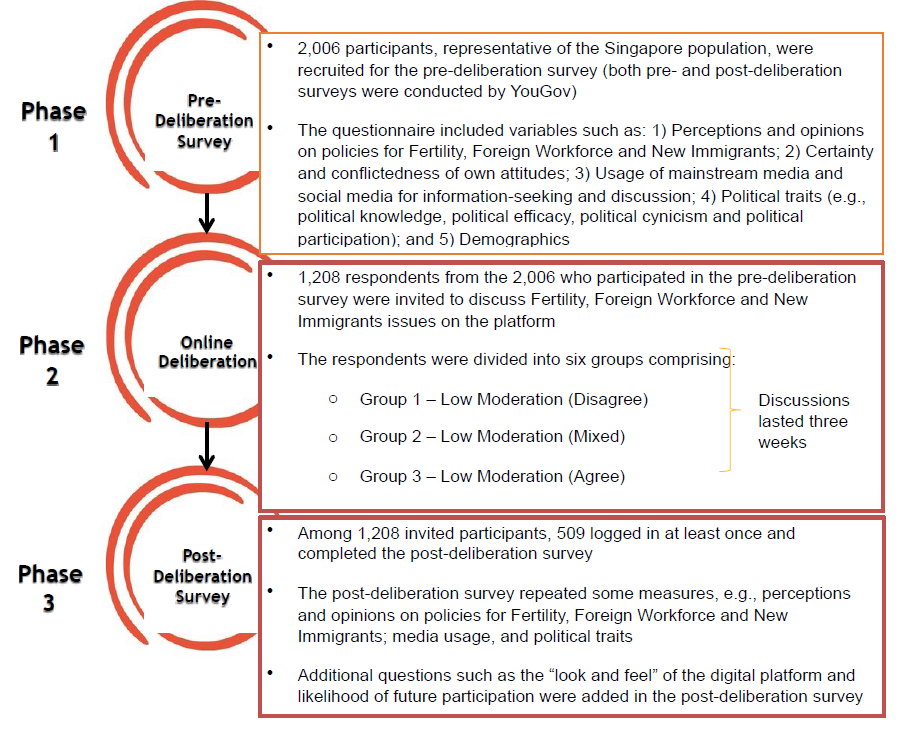 Phase
1
Pre-
Deliberation
Survey
• 2,006 participants, representative of the Singapore population, were
recruited for the pre-deliberation survey (both pre- and post-deliberation
surveys were conducted by YouGov)
• The questionnaire included variables such as: 1) Perceptions and opinions
on policies for Fertility, Foreign Workforce and New Immigrants; 2) Certainty
and conflictedness of own attitudes; 3) Usage of mainstream media and
social media for information-seeking and discussion; 4) Political traits (e.g.,
political knowledge, political efficacy, political cynicism and political
participation); and 5) Demographics
Phase
2
Online
Deliberation
• 1,208 respondents from the 2,006 who participated in the pre-deliberation
survey were invited to discuss Fertility, Foreign Workforce and New
Immigrants issues on the platform
• The respondents were divided into six groups comprising:
○ Group 1 – Low Moderation (Disagree)
○ Group 2 – Low Moderation (Mixed)
○ Group 3 – Low Moderation (Agree)
Discussions
lasted three
weeks
Phase
3
Post-
Deliberation
Survey
• Among 1,208 invited participants, 509 logged in at least once and
completed the post-deliberation survey
• The post-deliberation survey repeated some measures, e.g., perceptions
and opinions on policies for Fertility, Foreign Workforce and New
Immigrants; media usage, and political traits
• Additional questions such as the “look and feel” of the digital platform and
likelihood of future participation were added in the post-deliberation survey